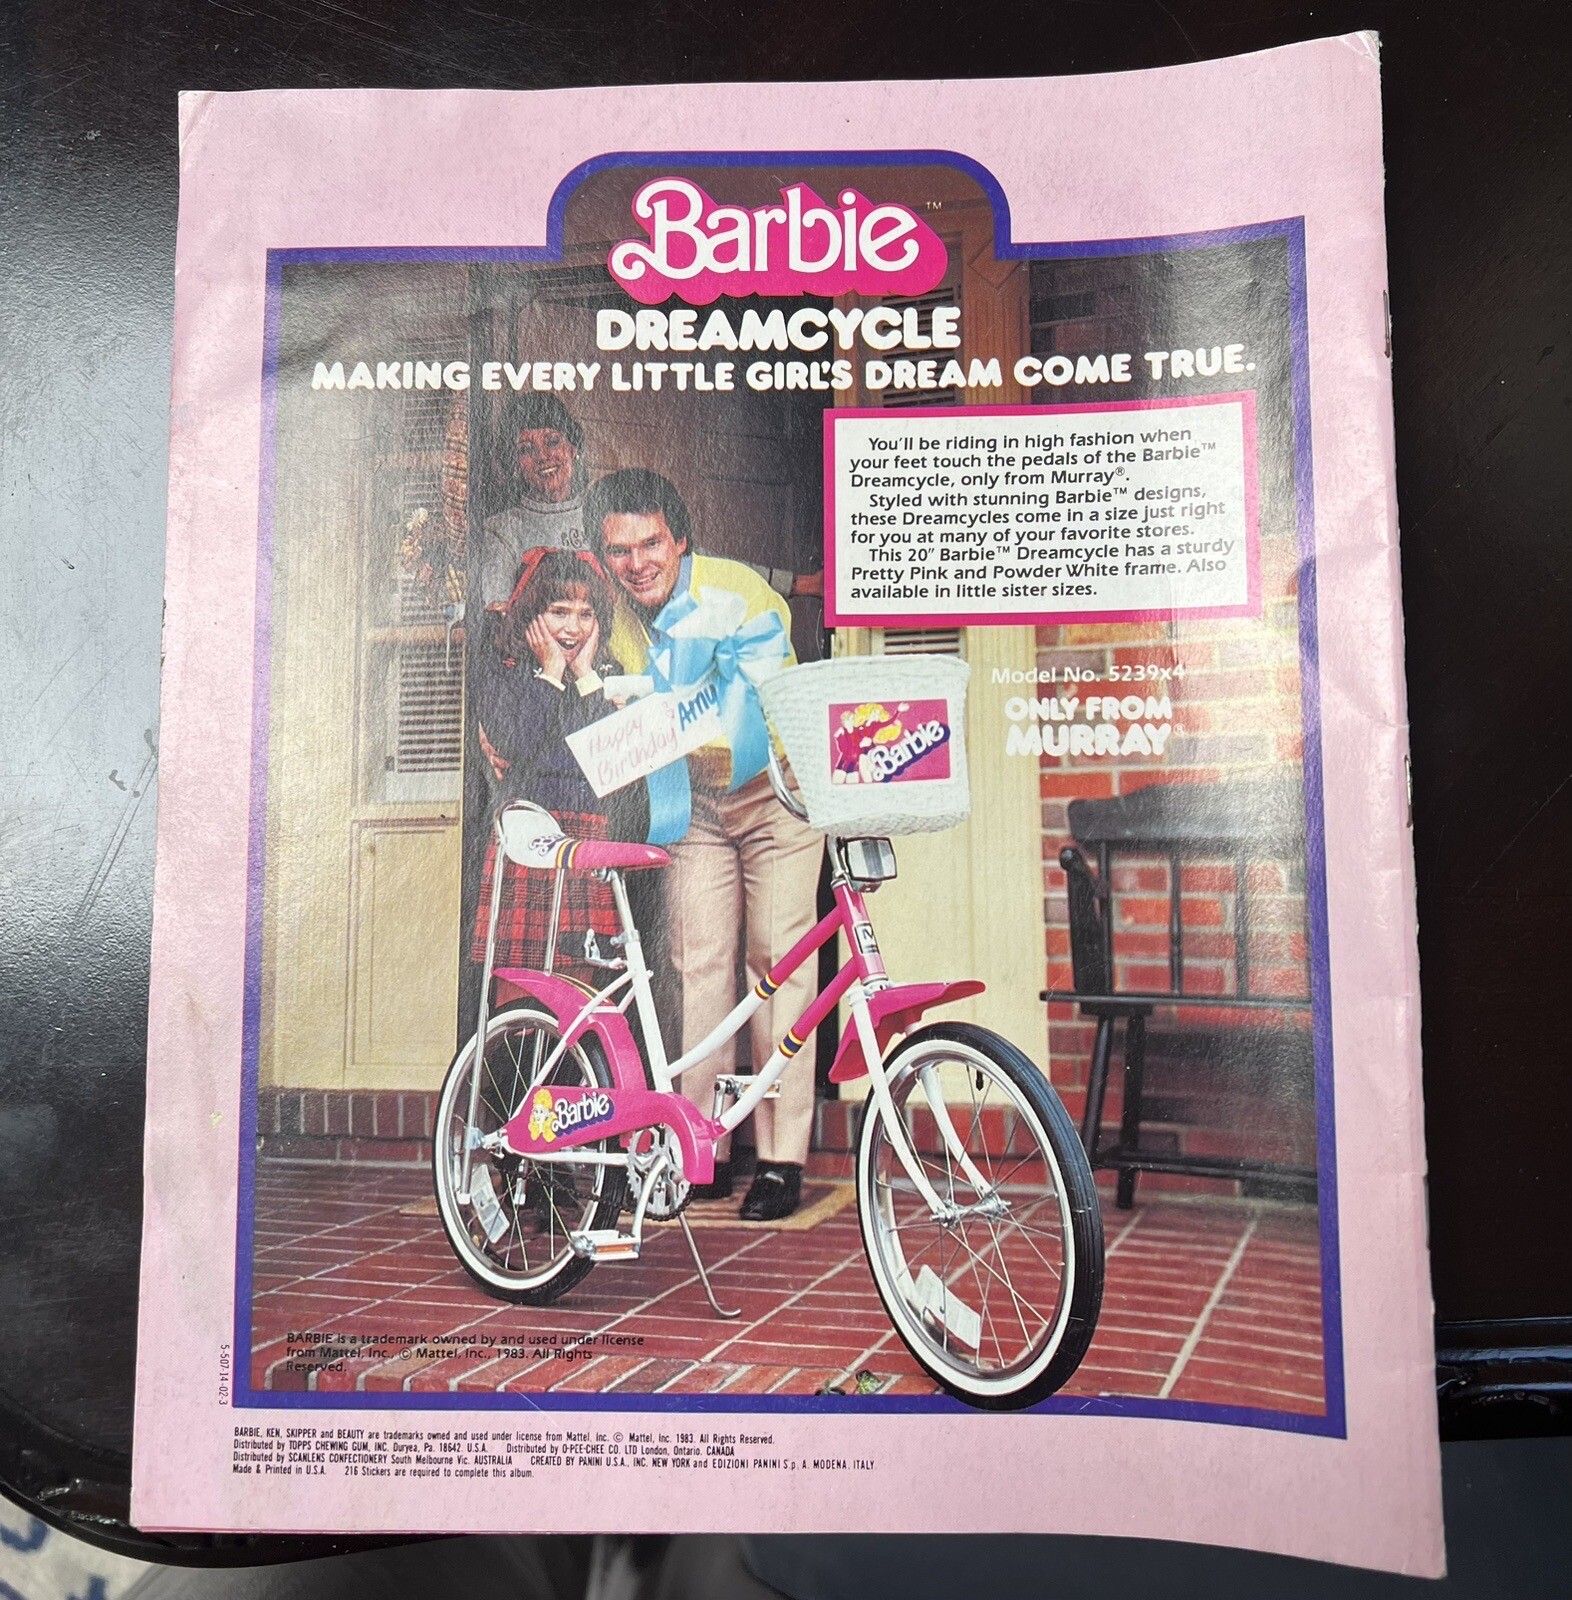 Barbie™
DREAMCYCLE
MAKING EVERY LITTLE GIRL'S DREAM COME TRUE.
You'll be riding in high fashion when
your feet touch the pedals of the Barbie™
Dreamcycle, only from Murray®.
Styled with stunning Barbie™ designs,
these Dreamcycles come in a size just right
for you at many of your favorite stores.
This 20" Barbie™ Dreamcycle has a sturdy
Pretty Pink and Powder White frame. Also
available in little sister sizes.
Model No. 5239x4
ONLY FROM
MURRAY®
Happy
Birthday Amy
Barbie
Barbie
BARBIE is a trademark owned by and used under license
from Mattel, Inc., © Mattel, Inc., 1983. All Rights
Reserved.
5-507-14-02-3
BARBIE, KEN, SKIPPER and BEAUTY are trademarks owned and used under license from Mattel, Inc. © Mattel, Inc. 1983. All Rights Reserved.
Distributed by TOPPS CHEWING GUM, INC. Duryea, Pa. 18642. U.S.A. Distributed by O-PEE-CHEE CO. LTD London, Ontario. CANADA
Distributed by SCANLENS CONFECTIONERY South Melbourne Vic. AUSTRALIA CREATED BY PANINI U.S.A., INC. NEW YORK and EDIZIONI PANINI S.p.A. MODENA. ITALY.
Made & Printed in U.S.A. 216 Stickers are required to complete this album.